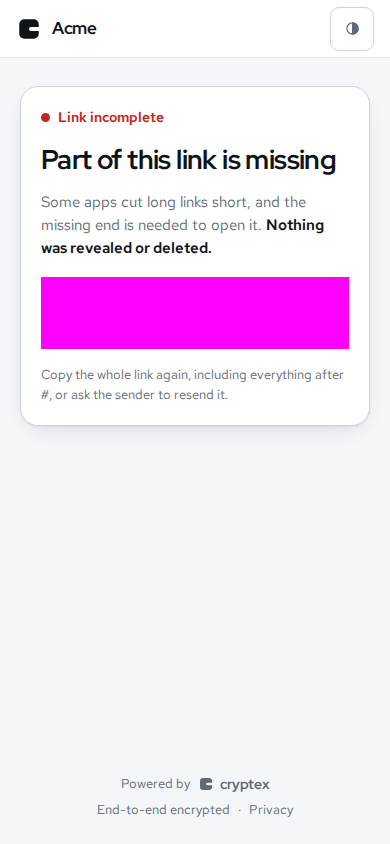 Acme
Link incomplete
Part of this link is missing
Some apps cut long links short, and the
missing end is needed to open it. Nothing
was revealed or deleted.
Copy the whole link again, including everything after
#, or ask the sender to resend it.
Powered by cryptex
End-to-end encrypted · Privacy